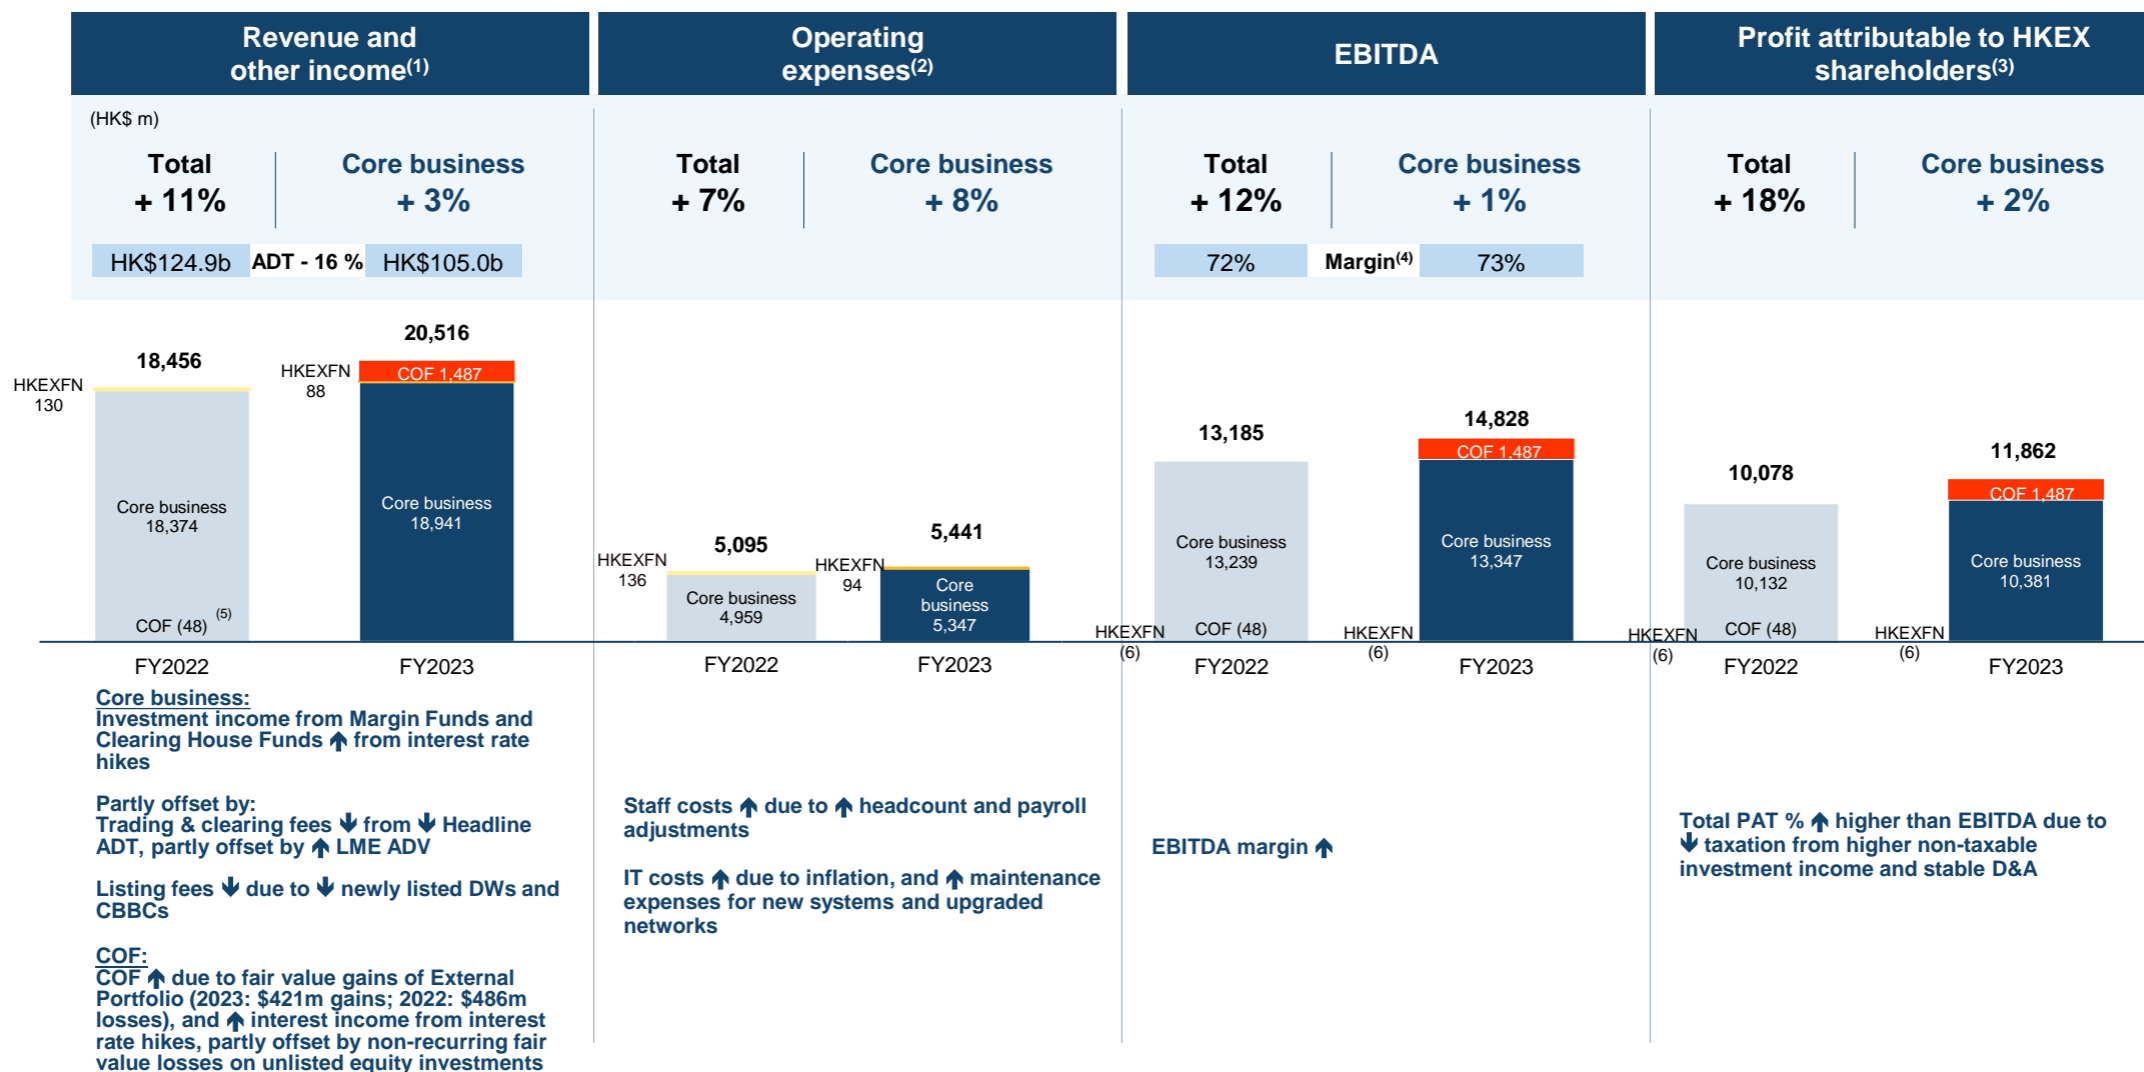 Revenue and
other income(1)
(HK$ m)
Total
+ 11%
Core business
+ 3%
HK$124.9b
ADT - 16 %
HK$105.0b
18,456
HKEXFN
130
Core business
18,374
COF (48)
(5)
FY2022
20,516
HKEXFN
88
COF 1,487
Core business
18,941
FY2023
Core business:
Investment income from Margin Funds and
Clearing House Funds 🡹 from interest rate
hikes
Partly offset by:
Trading & clearing fees 🡻 from 🡻 Headline
ADT, partly offset by 🡹 LME ADV
Listing fees 🡻 due to 🡻 newly listed DWs and
CBBCs
COF:
COF 🡹 due to fair value gains of External
Portfolio (2023: $421m gains; 2022: $486m
losses), and 🡹 interest income from interest
rate hikes, partly offset by non-recurring fair
value losses on unlisted equity investments
Operating
expenses(2)
Total
+ 7%
Core business
+ 8%
5,095
HKEXFN
136
Core business
4,959
FY2022
5,441
HKEXFN
94
Core
business
5,347
FY2023
Staff costs 🡹 due to 🡹 headcount and payroll
adjustments
IT costs 🡹 due to inflation, and 🡹 maintenance
expenses for new systems and upgraded
networks
EBITDA
Total
+ 12%
Core business
+ 1%
72%
Margin(4)
73%
13,185
Core business
13,239
COF (48)
HKEXFN
(6)
FY2022
14,828
COF 1,487
Core business
13,347
HKEXFN
(6)
FY2023
EBITDA margin 🡹
Profit attributable to HKEX
shareholders(3)
Total
+ 18%
Core business
+ 2%
10,078
Core business
10,132
COF (48)
HKEXFN
(6)
FY2022
11,862
COF 1,487
Core business
10,381
HKEXFN
(6)
FY2023
Total PAT % 🡹 higher than EBITDA due to
🡻 taxation from higher non-taxable
investment income and stable D&A